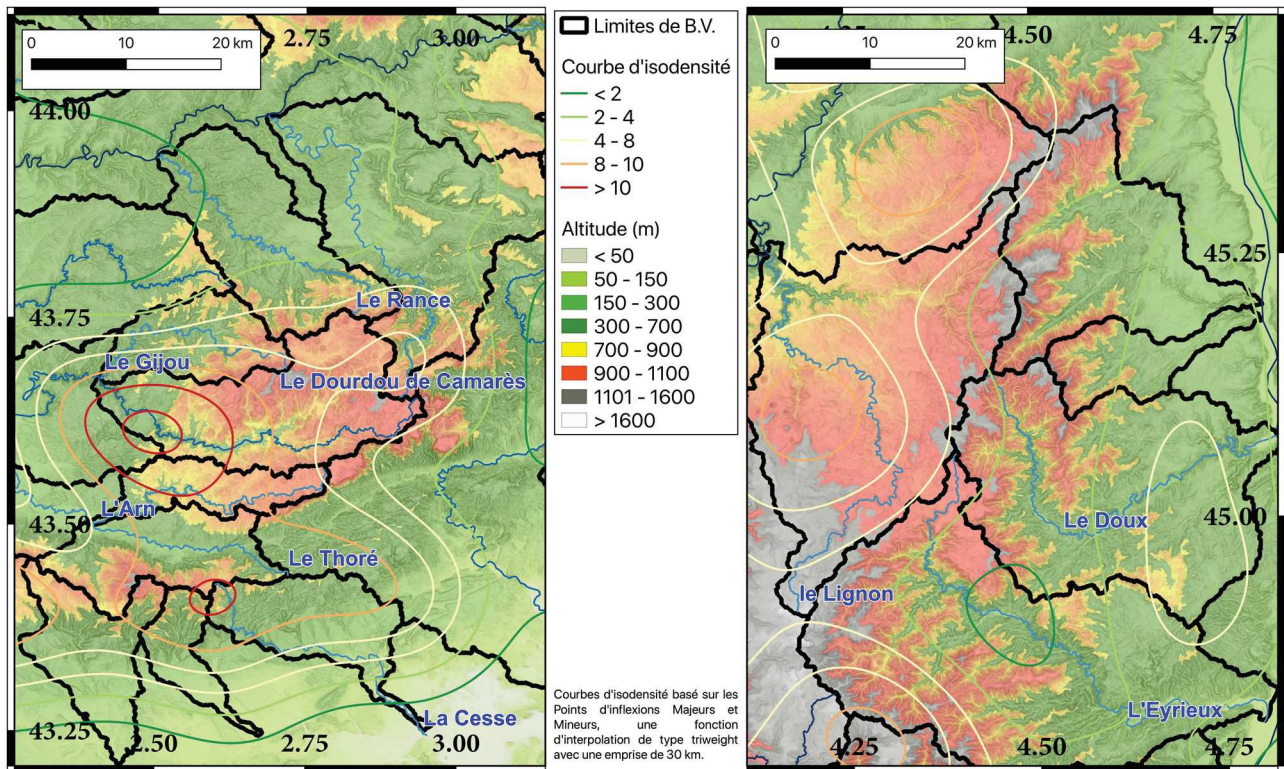 0 10 20 km
2.75 3.00
44.00
43.75
Le Rance
Le Gijou
Le Dourdou de Camarès
L'Arn
43.50
Le Thoré
La Cesse
43.25
2.50 2.75 3.00
Limites de B.V.
Courbe d'isodensité
< 2
2 - 4
4 - 8
8 - 10
> 10
Altitude (m)
< 50
50 - 150
150 - 300
300 - 700
700 - 900
900 - 1100
1101 - 1600
> 1600
Courbes d'isodensité basé sur les
Points d'inflexions Majeurs et
Mineurs, une fonction
d'interpolation de type triweight
avec une emprise de 30 km.
4.50 4.75
0 10 20 km
45.25
45.00
Le Doux
le Lignon
L'Eyrieux
4.25 4.50 4.75